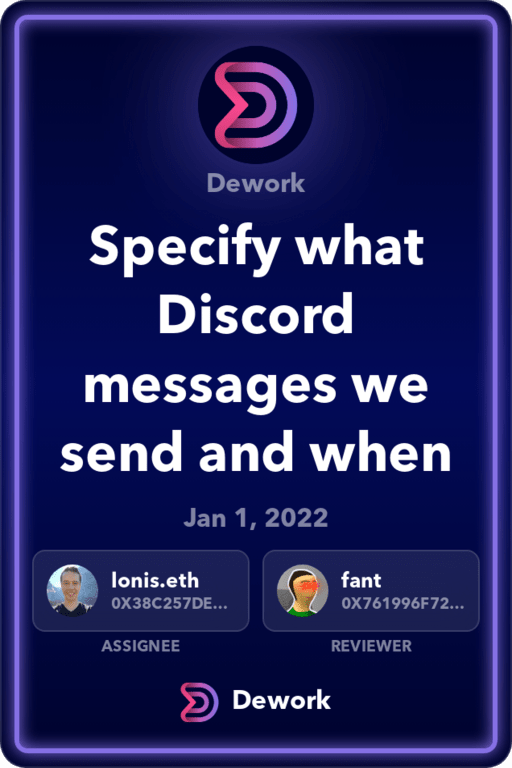 Dework
Specify what
Discord
messages we
send and when
Jan 1, 2022
lonis.eth
0X38C257DE...
ASSIGNEE
fant
0X761996F72...
REVIEWER
Dework